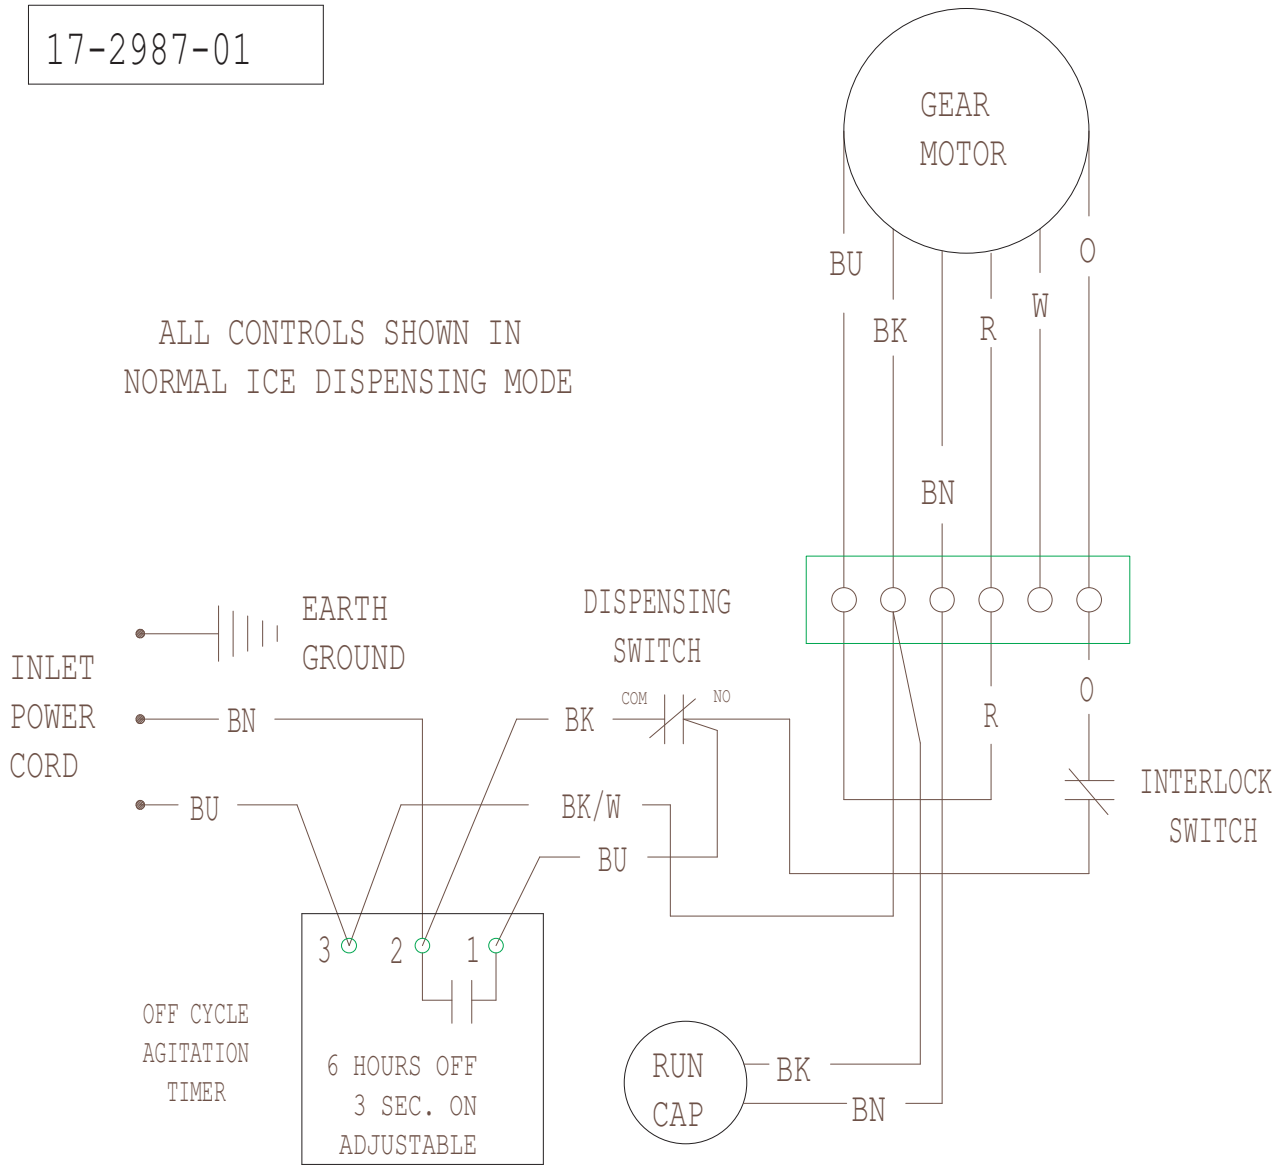 17-2987-01
GEAR
MOTOR
BU
BK
BN
R
W
O
ALL CONTROLS SHOWN IN
NORMAL ICE DISPENSING MODE
EARTH
GROUND
DISPENSING
SWITCH
COM
NO
INLET
POWER
CORD
BN
BU
BK
BK/W
BU
R
O
INTERLOCK
SWITCH
3
2
1
OFF CYCLE
AGITATION
TIMER
6 HOURS OFF
3 SEC. ON
ADJUSTABLE
RUN
CAP
BK
BN